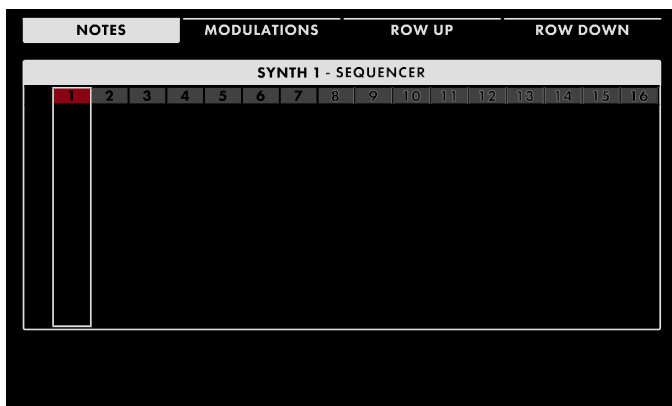 NOTES MODULATIONS ROW UP ROW DOWN
SYNTH 1 - SEQUENCER
1 2 3 4 5 6 7 8 9 10 11 12 13 14 15 16